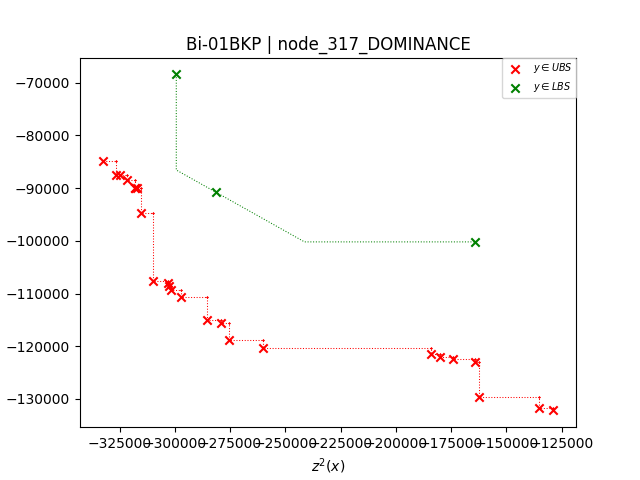 Bi-01BKP | node_317_DOMINANCE
y ∈ UBS
y ∈ LBS
−70000
−80000
−90000
−100000
−110000
−120000
−130000
−325000 −300000 −275000 −250000 −225000 −200000 −175000 −150000 −125000
z²(x)